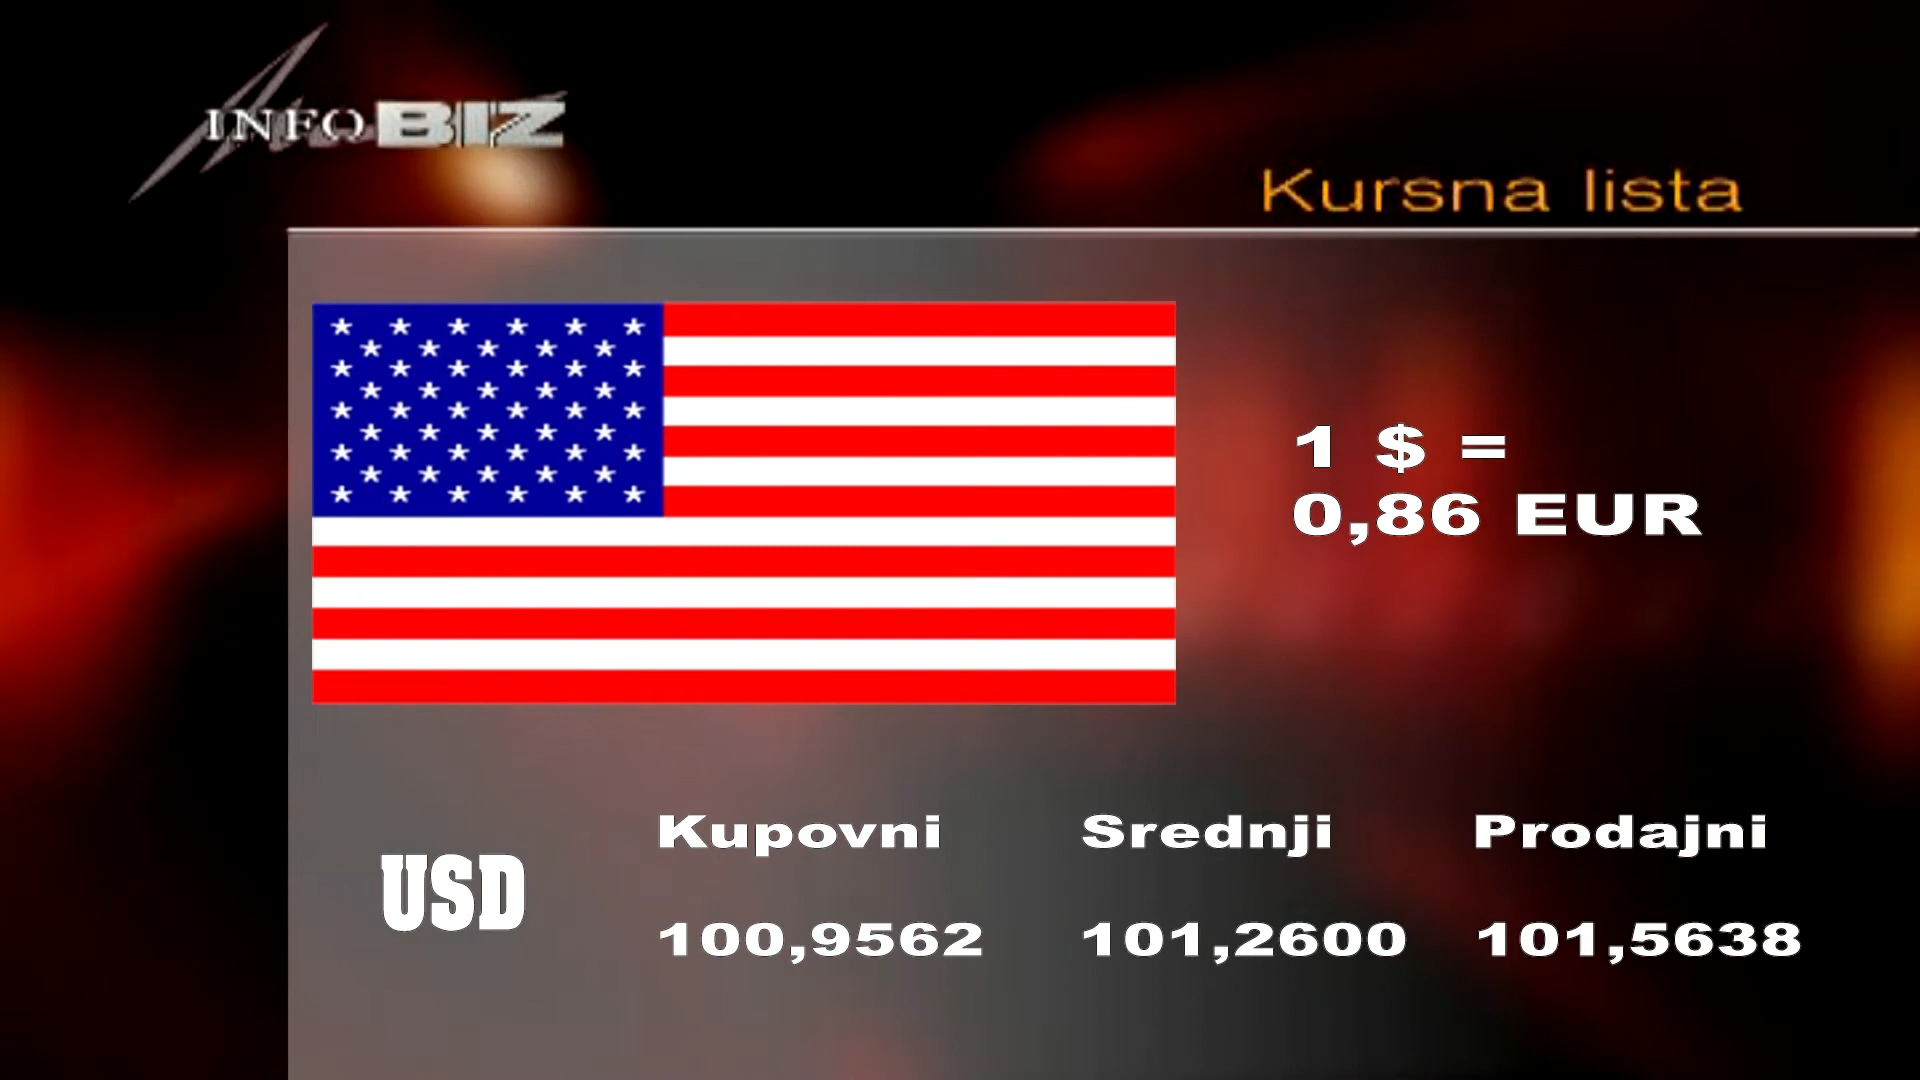 INFO BIZ
Kursna lista
1 $ =
0,86 EUR
Kupovni Srednji Prodajni
USD
100,9562 101,2600 101,5638